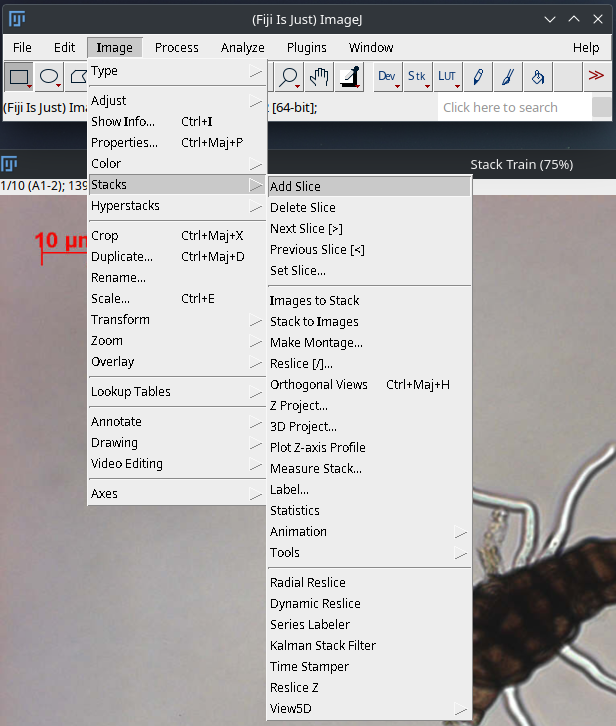 (Fiji Is Just) ImageJ
File Edit Image Process Analyze Plugins Window Help
Dev Stk LUT >>
(Fiji Is Just) Ima [64-bit]; Click here to search
Stack Train (75%)
1/10 (A1-2); 139
10 µm
Type
Adjust
Show Info... Ctrl+I
Properties... Ctrl+Maj+P
Color
Stacks
Hyperstacks
Crop Ctrl+Maj+X
Duplicate... Ctrl+Maj+D
Rename...
Scale... Ctrl+E
Transform
Zoom
Overlay
Lookup Tables
Annotate
Drawing
Video Editing
Axes
Add Slice
Delete Slice
Next Slice [>]
Previous Slice [<]
Set Slice...
Images to Stack
Stack to Images
Make Montage...
Reslice [/]...
Orthogonal Views Ctrl+Maj+H
Z Project...
3D Project...
Plot Z-axis Profile
Measure Stack...
Label...
Statistics
Animation
Tools
Radial Reslice
Dynamic Reslice
Series Labeler
Kalman Stack Filter
Time Stamper
Reslice Z
View5D